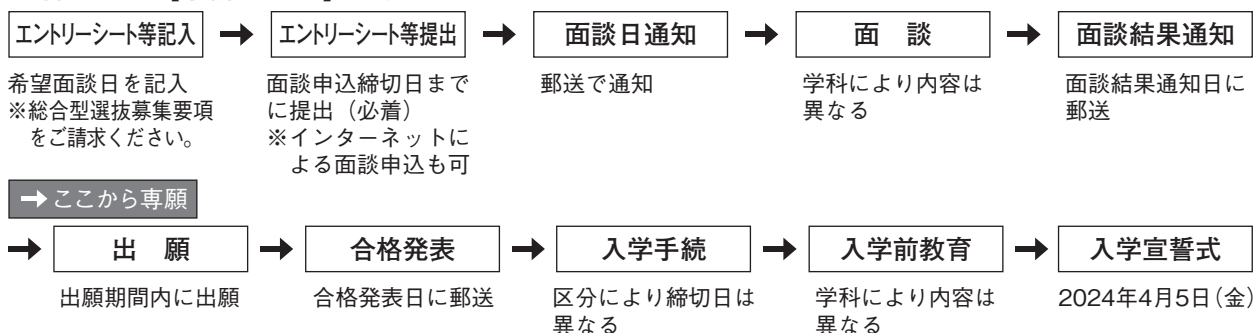 エントリーシート等記入 → エントリーシート等提出 → 面談日通知 → 面 談 → 面談結果通知
希望面談日を記入
※総合型選抜募集要項
をご請求ください。
面談申込締切日まで
に提出(必着)
※インターネットに
よる面談申込も可
郵送で通知
学科により内容は
異なる
面談結果通知日に
郵送
→ ここから専願
→ 出 願 → 合格発表 → 入学手続 → 入学前教育 → 入学宣誓式
出願期間内に出願
合格発表日に郵送
区分により締切日は
異なる
学科により内容は
異なる
2024年4月5日(金)